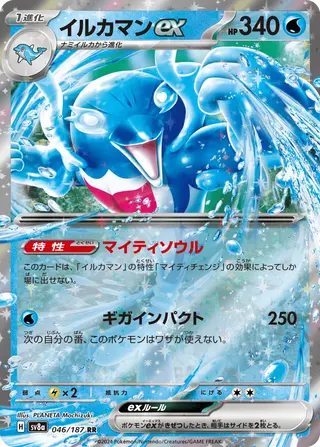 1進化
イルカマンex
HP340
ナミイルカから進化
特性 とくせい マイティソウル
このカードは、「イルカマン」の特性「マイティチェンジ」の効果によってしか
場に出せない。
ギガインパクト 250
次の自分の番、このポケモンはワザが使えない。
弱点 ×2 抵抗力 にげる
Illus. PLANETA Mochizuki
exルール
ポケモンexがきぜつしたとき、相手はサイドを2枚とる。
H sv8a 046/187 RR
©2024 Pokémon/Nintendo/Creatures/GAME FREAK.